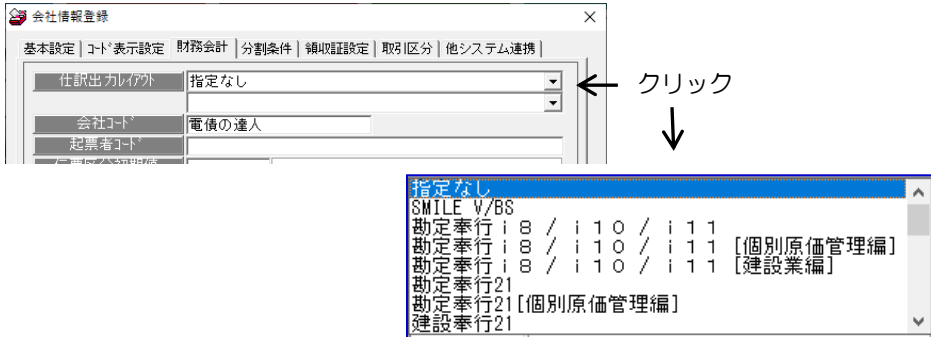 会社情報登録
基本設定 コード表示設定 財務会計 分割条件 領収証設定 取引区分 他システム連携
仕訳出力レイアウト 指定なし
クリック
会社コード 電債の達人
起票者コード
指定なし
SMILE V/BS
勘定奉行ｉ８／ｉ１０／ｉ１１
勘定奉行ｉ８／ｉ１０／ｉ１１[個別原価管理編]
勘定奉行ｉ８／ｉ１０／ｉ１１[建設業編]
勘定奉行21
勘定奉行21[個別原価管理編]
建設奉行21